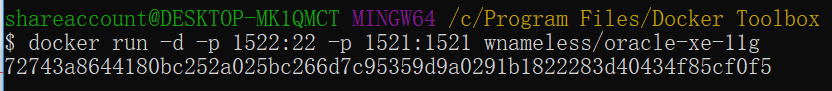 shareaccount@DESKTOP-MK1QMCT MINGW64 /c/Program Files/Docker Toolbox
$ docker run -d -p 1522:22 -p 1521:1521 wnameless/oracle-xe-11g
72743a8644180bc252a025bc266d7c95359d9a0291b1822283d40434f85cf0f5